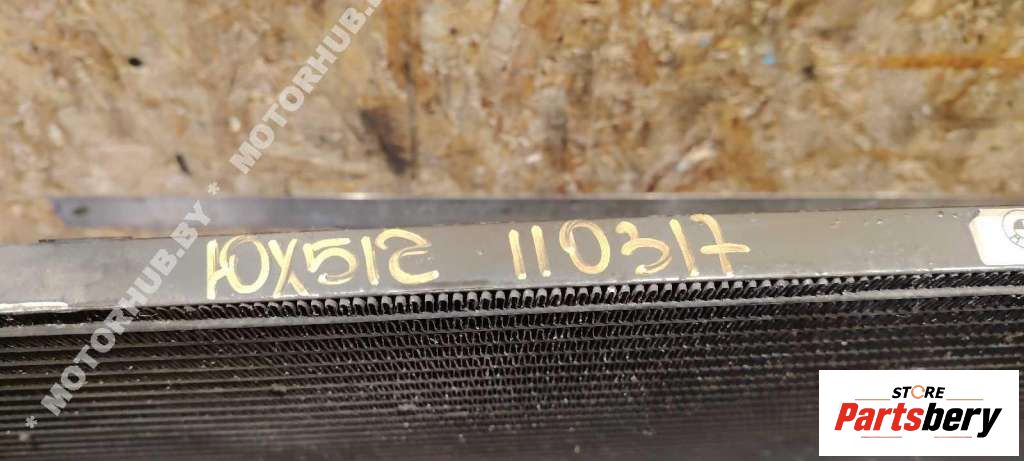 * MOTORHUB.BY * MOTORHUB.BY
ЮХ512 110317
STORE
Partsbery